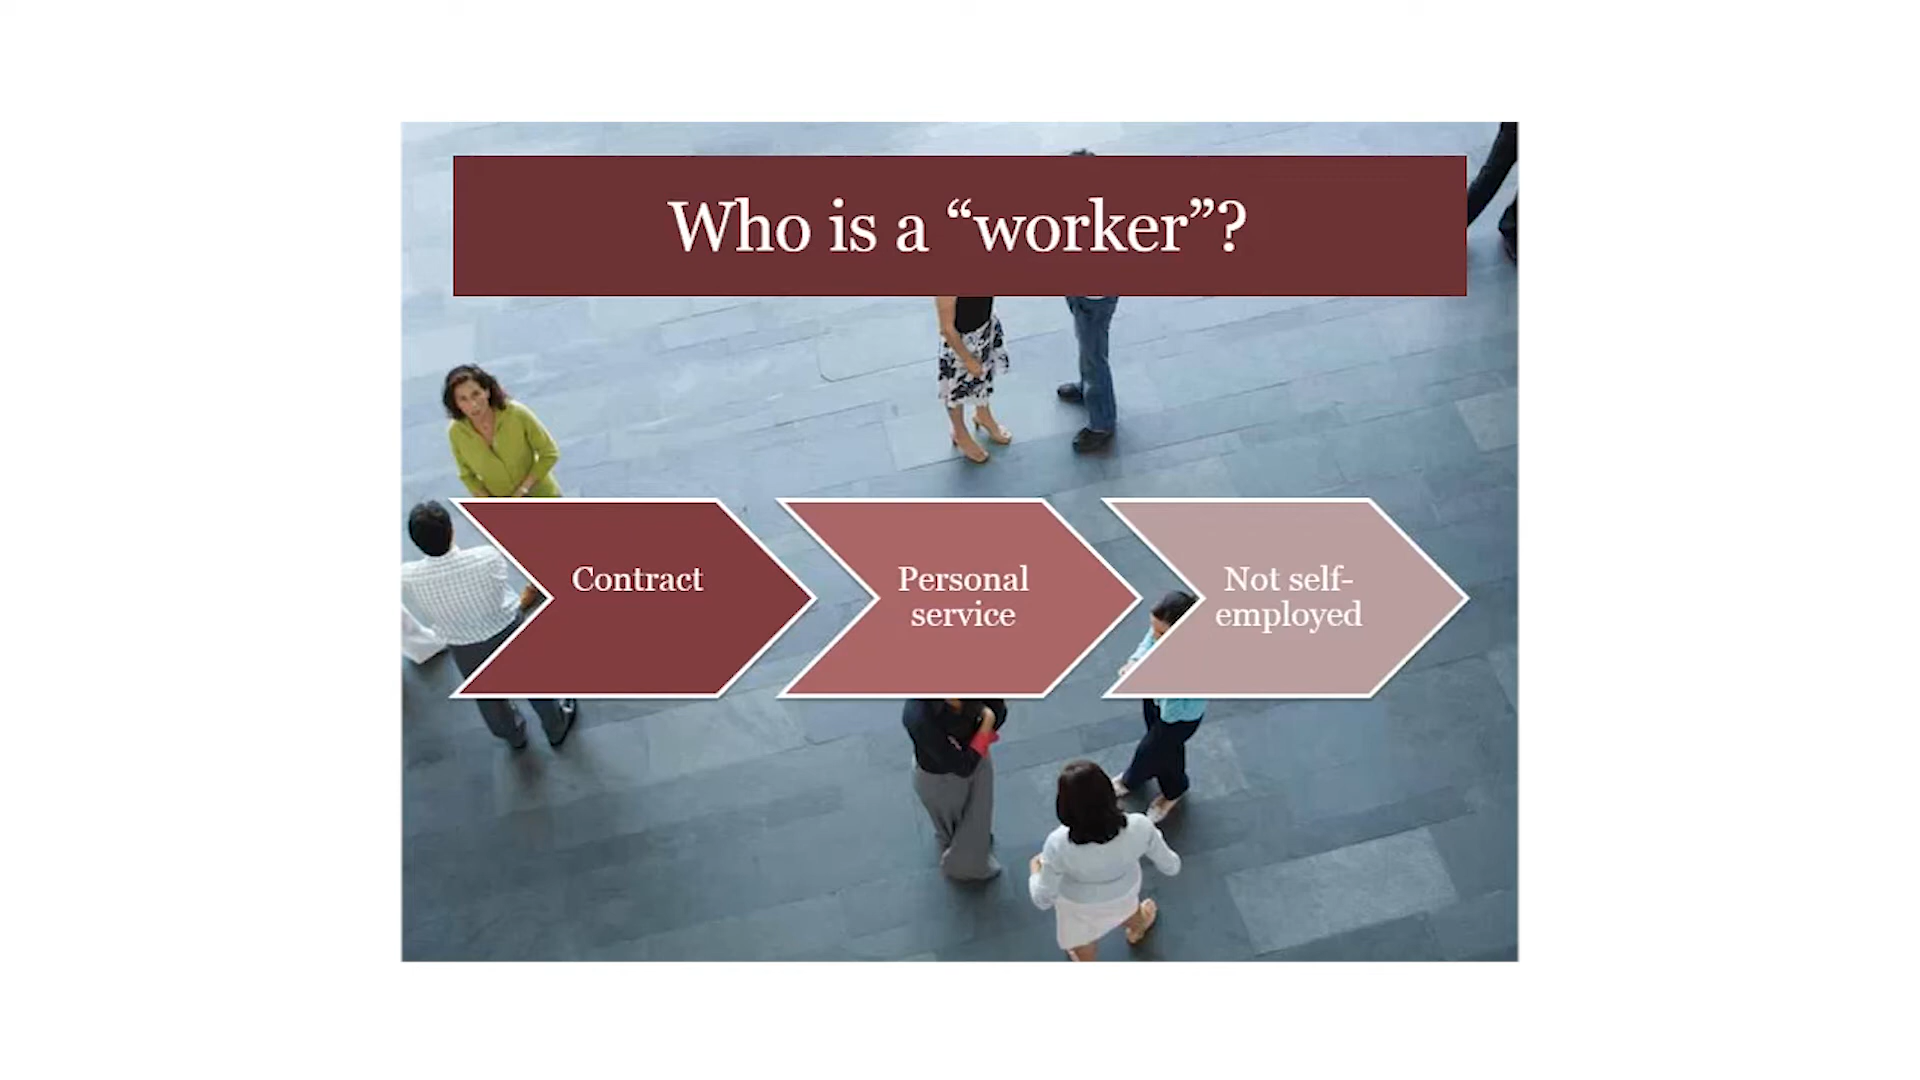 Who is a “worker”?
Contract
Personal
service
Not self-
employed